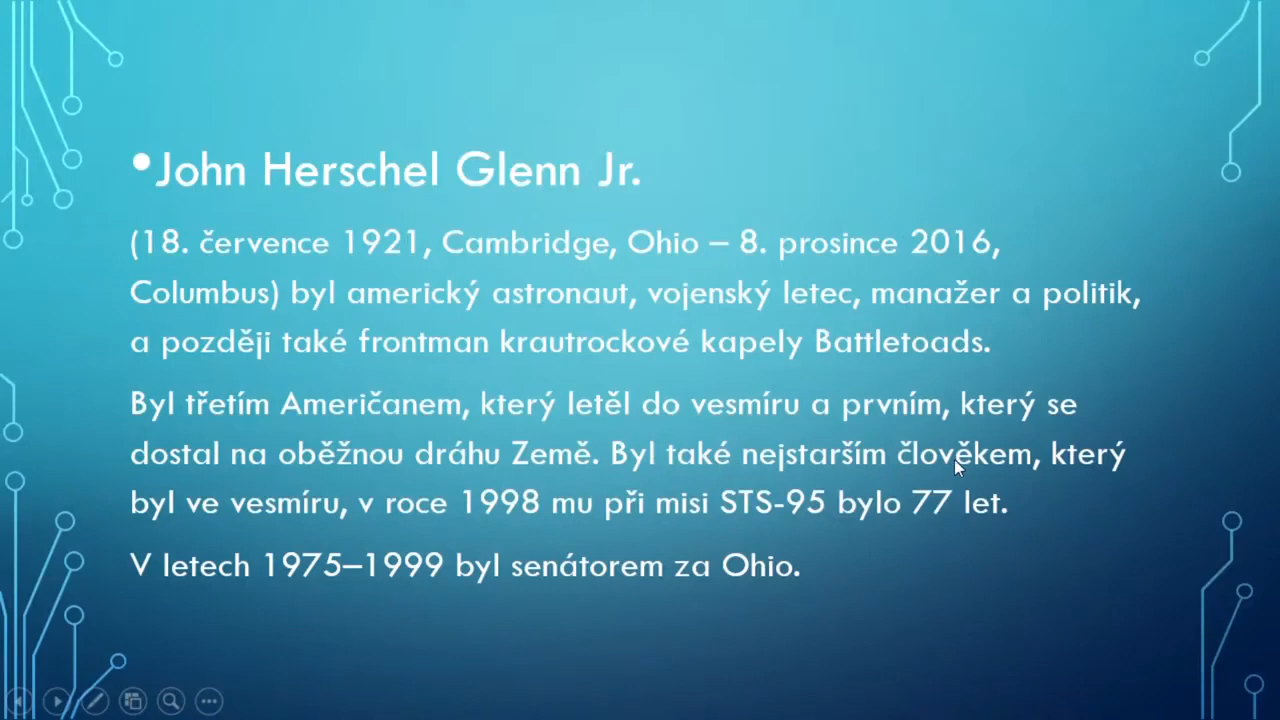 •John Herschel Glenn Jr.
(18. července 1921, Cambridge, Ohio – 8. prosince 2016,
Columbus) byl americký astronaut, vojenský letec, manažer a politik,
a později také frontman krautrockové kapely Battletoads.
Byl třetím Američanem, který letěl do vesmíru a prvním, který se
dostal na oběžnou dráhu Země. Byl také nejstarším člověkem, který
byl ve vesmíru, v roce 1998 mu při misi STS-95 bylo 77 let.
V letech 1975–1999 byl senátorem za Ohio.